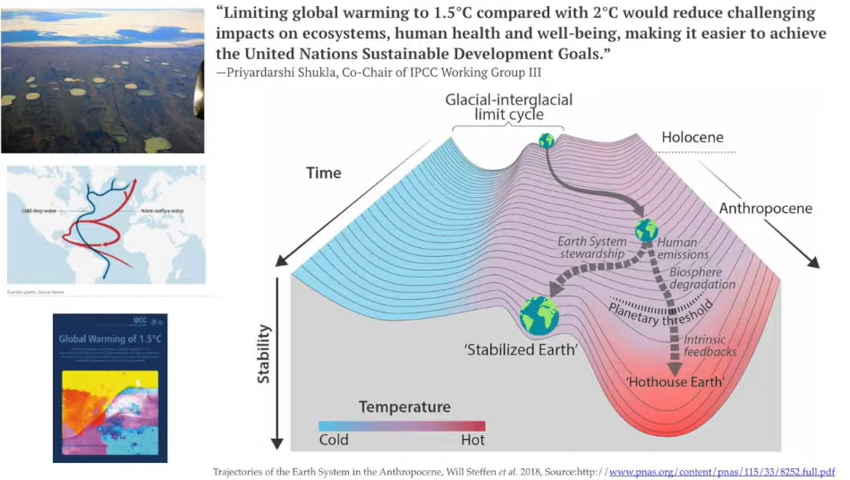 “Limiting global warming to 1.5°C compared with 2°C would reduce challenging
impacts on ecosystems, human health and well-being, making it easier to achieve
the United Nations Sustainable Development Goals.”
—Priyardarshi Shukla, Co-Chair of IPCC Working Group III
Glacial-interglacial
limit cycle
Holocene
Time
Anthropocene
Cold deep water
Warm surface water
Earth System
stewardship
Human
emissions
Biosphere
degradation
Planetary threshold
ipcc
Global Warming of 1.5°C
Stability
‘Stabilized Earth’
Intrinsic
feedbacks
‘Hothouse Earth’
Temperature
Cold
Hot
Trajectories of the Earth System in the Anthropocene, Will Steffen et al. 2018, Source:http://www.pnas.org/content/pnas/115/33/8252.full.pdf